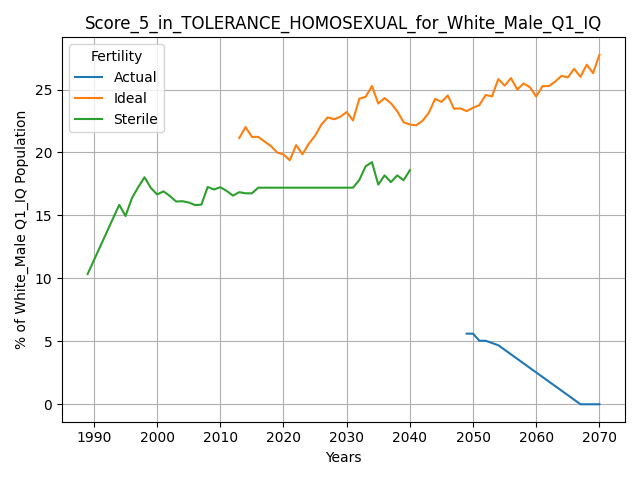 Score_5_in_TOLERANCE_HOMOSEXUAL_for_White_Male_Q1_IQ
Fertility
Actual
Ideal
Sterile
% of White_Male Q1_IQ Population
25
20
15
10
5
0
1990 2000 2010 2020 2030 2040 2050 2060 2070
Years